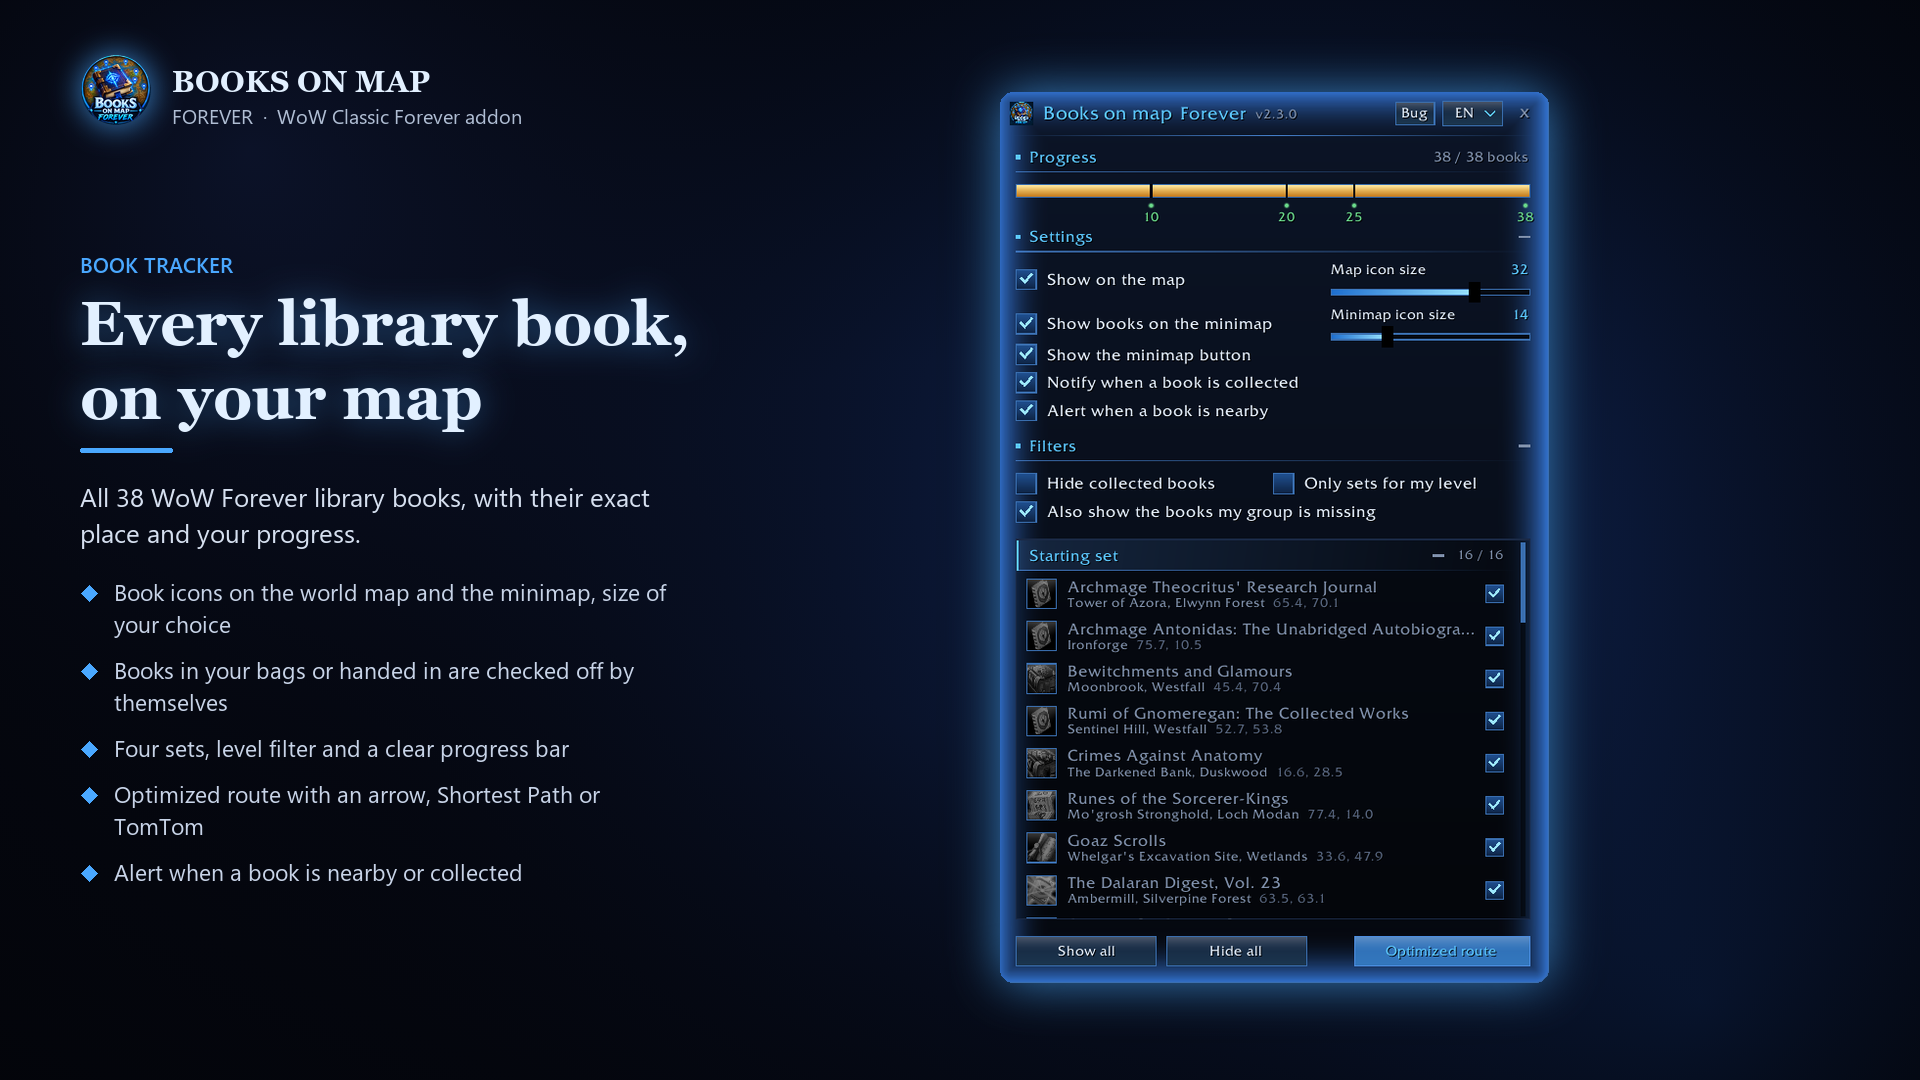 BOOKS ON MAP FOREVER
BOOKS ON MAP
FOREVER · WoW Classic Forever addon
BOOK TRACKER
Every library book,
on your map
All 38 WoW Forever library books, with their exact
place and your progress.
Book icons on the world map and the minimap, size of
your choice
Books in your bags or handed in are checked off by
themselves
Four sets, level filter and a clear progress bar
Optimized route with an arrow, Shortest Path or
TomTom
Alert when a book is nearby or collected
Books on map Forever v2.3.0 Bug EN X
Progress 38 / 38 books
10 20 25 38
Settings
Show on the map
Map icon size 32
Show books on the minimap
Minimap icon size 14
Show the minimap button
Notify when a book is collected
Alert when a book is nearby
Filters
Hide collected books Only sets for my level
Also show the books my group is missing
Starting set 16 / 16
Archmage Theocritus' Research Journal
Tower of Azora, Elwynn Forest 65.4, 70.1
Archmage Antonidas: The Unabridged Autobiogra...
Ironforge 75.7, 10.5
Bewitchments and Glamours
Moonbrook, Westfall 45.4, 70.4
Rumi of Gnomeregan: The Collected Works
Sentinel Hill, Westfall 52.7, 53.8
Crimes Against Anatomy
The Darkened Bank, Duskwood 16.6, 28.5
Runes of the Sorcerer-Kings
Mo'grosh Stronghold, Loch Modan 77.4, 14.0
Goaz Scrolls
Whelgar's Excavation Site, Wetlands 33.6, 47.9
The Dalaran Digest, Vol. 23
Ambermill, Silverpine Forest 63.5, 63.1
Show all Hide all Optimized route